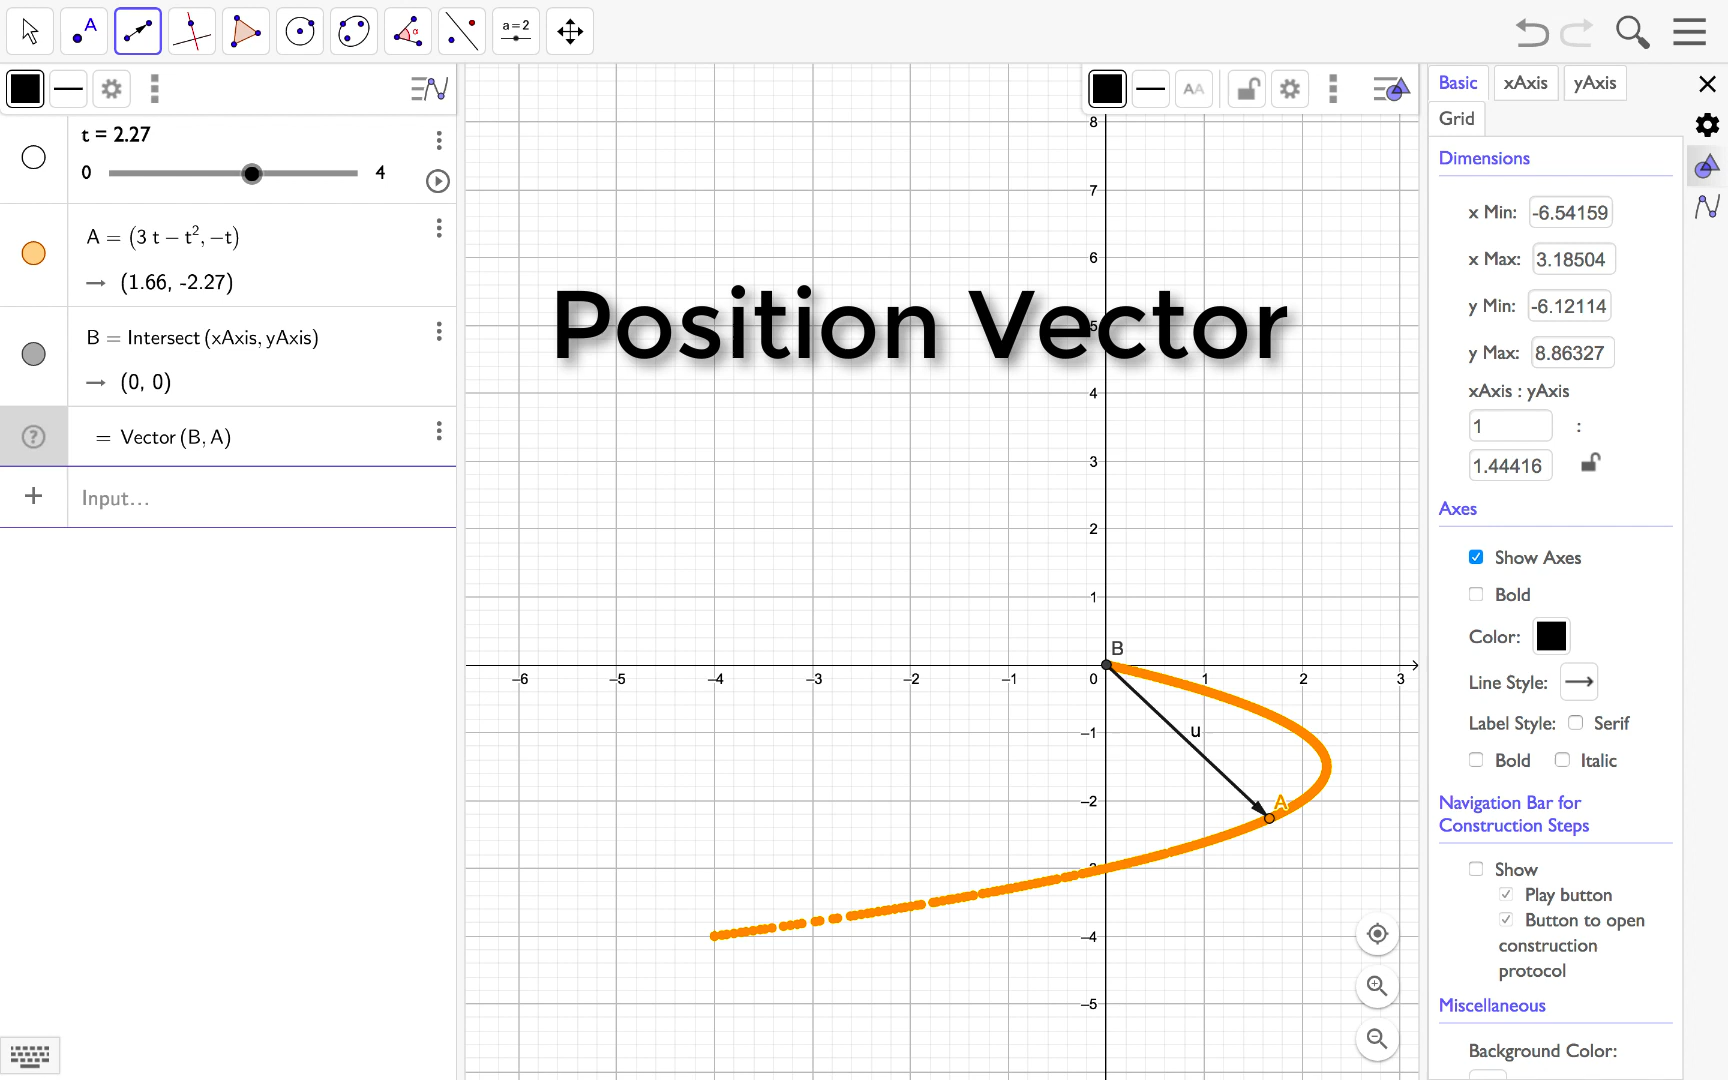 A
α
a = 2
AA
Basic
xAxis
yAxis
Grid
t = 2.27
0
4
A = (3 t − t², −t)
→ (1.66, -2.27)
B = Intersect (xAxis, yAxis)
→ (0, 0)
?
= Vector (B, A)
+
Input...
Position Vector
8
7
6
5
4
3
2
1
B
−6
−5
−4
−3
−2
−1
0
1
2
3
−1
u
−2
A
−4
−5
Dimensions
x Min: -6.54159
x Max: 3.18504
y Min: -6.12114
y Max: 8.86327
xAxis : yAxis
1 :
1.44416
Axes
Show Axes
Bold
Color:
Line Style:
Label Style: Serif
Bold Italic
Navigation Bar for
Construction Steps
Show
Play button
Button to open
construction
protocol
Miscellaneous
Background Color: